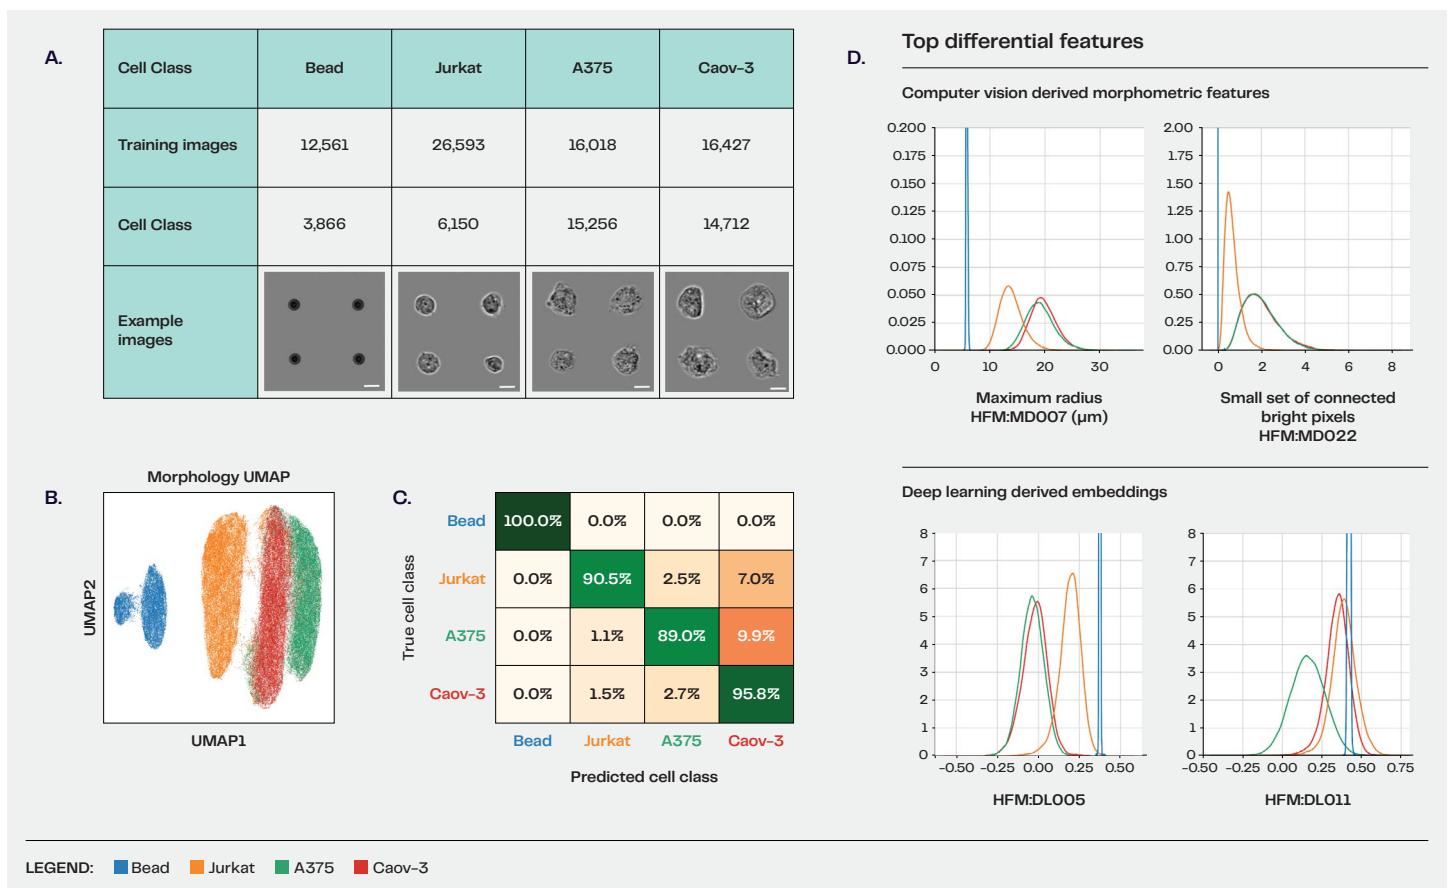 A.
Cell Class Bead Jurkat A375 Caov-3
Training images 12,561 26,593 16,018 16,427
Cell Class 3,866 6,150 15,256 14,712
Example
images
B.
Morphology UMAP
UMAP2
UMAP1
C.
True cell class
Bead 100.0% 0.0% 0.0% 0.0%
Jurkat 0.0% 90.5% 2.5% 7.0%
A375 0.0% 1.1% 89.0% 9.9%
Caov-3 0.0% 1.5% 2.7% 95.8%
Bead Jurkat A375 Caov-3
Predicted cell class
D.
Top differential features
Computer vision derived morphometric features
0.200
0.175
0.150
0.125
0.100
0.075
0.050
0.025
0.000
0 10 20 30
Maximum radius
HFM:MD007 (µm)
2.00
1.75
1.50
1.25
1.00
0.75
0.50
0.25
0.00
0 2 4 6 8
Small set of connected
bright pixels
HFM:MD022
Deep learning derived embeddings
8
7
6
5
4
3
2
1
0
-0.50 -0.25 0.00 0.25 0.50
HFM:DL005
8
7
6
5
4
3
2
1
0
-0.50 -0.25 0.00 0.25 0.50 0.75
HFM:DL011
LEGEND: Bead Jurkat A375 Caov-3